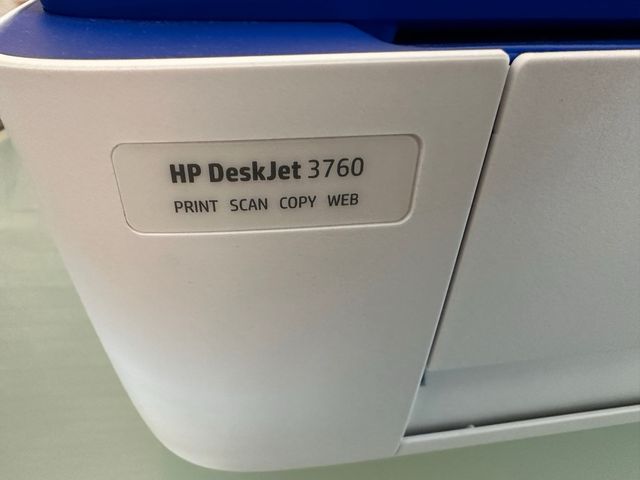 HP DeskJet 3760
PRINT SCAN COPY WEB